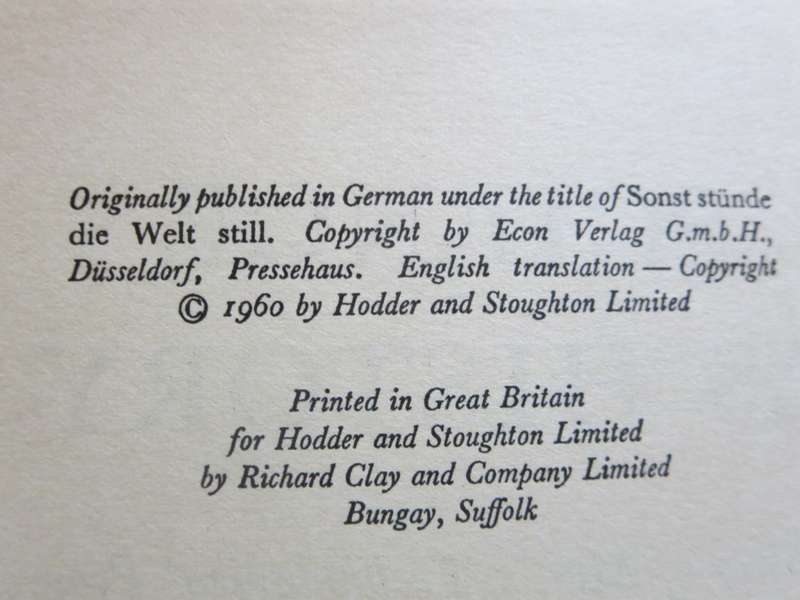 Originally published in German under the title of Sonst stünde
die Welt still. Copyright by Econ Verlag G.m.b.H.,
Düsseldorf, Pressehaus. English translation — Copyright
© 1960 by Hodder and Stoughton Limited
Printed in Great Britain
for Hodder and Stoughton Limited
by Richard Clay and Company Limited
Bungay, Suffolk